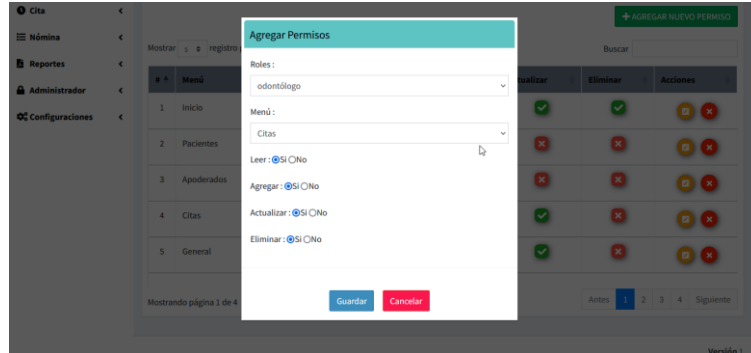 Cita
Nómina
Reportes
Administrador
Configuraciones
+AGREGAR NUEVO PERMISO
Mostrar 5 registro
Buscar
# Menú
tualizar Eliminar Acciones
1 Inicio
2 Pacientes
3 Apoderados
4 Citas
5 General
Mostrando página 1 de 4
Antes 1 2 3 4 Siguiente
Versión
Agregar Permisos
Roles :
odontólogo
Menú :
Citas
Leer : Si No
Agregar : Si No
Actualizar : Si No
Eliminar : Si No
Guardar Cancelar